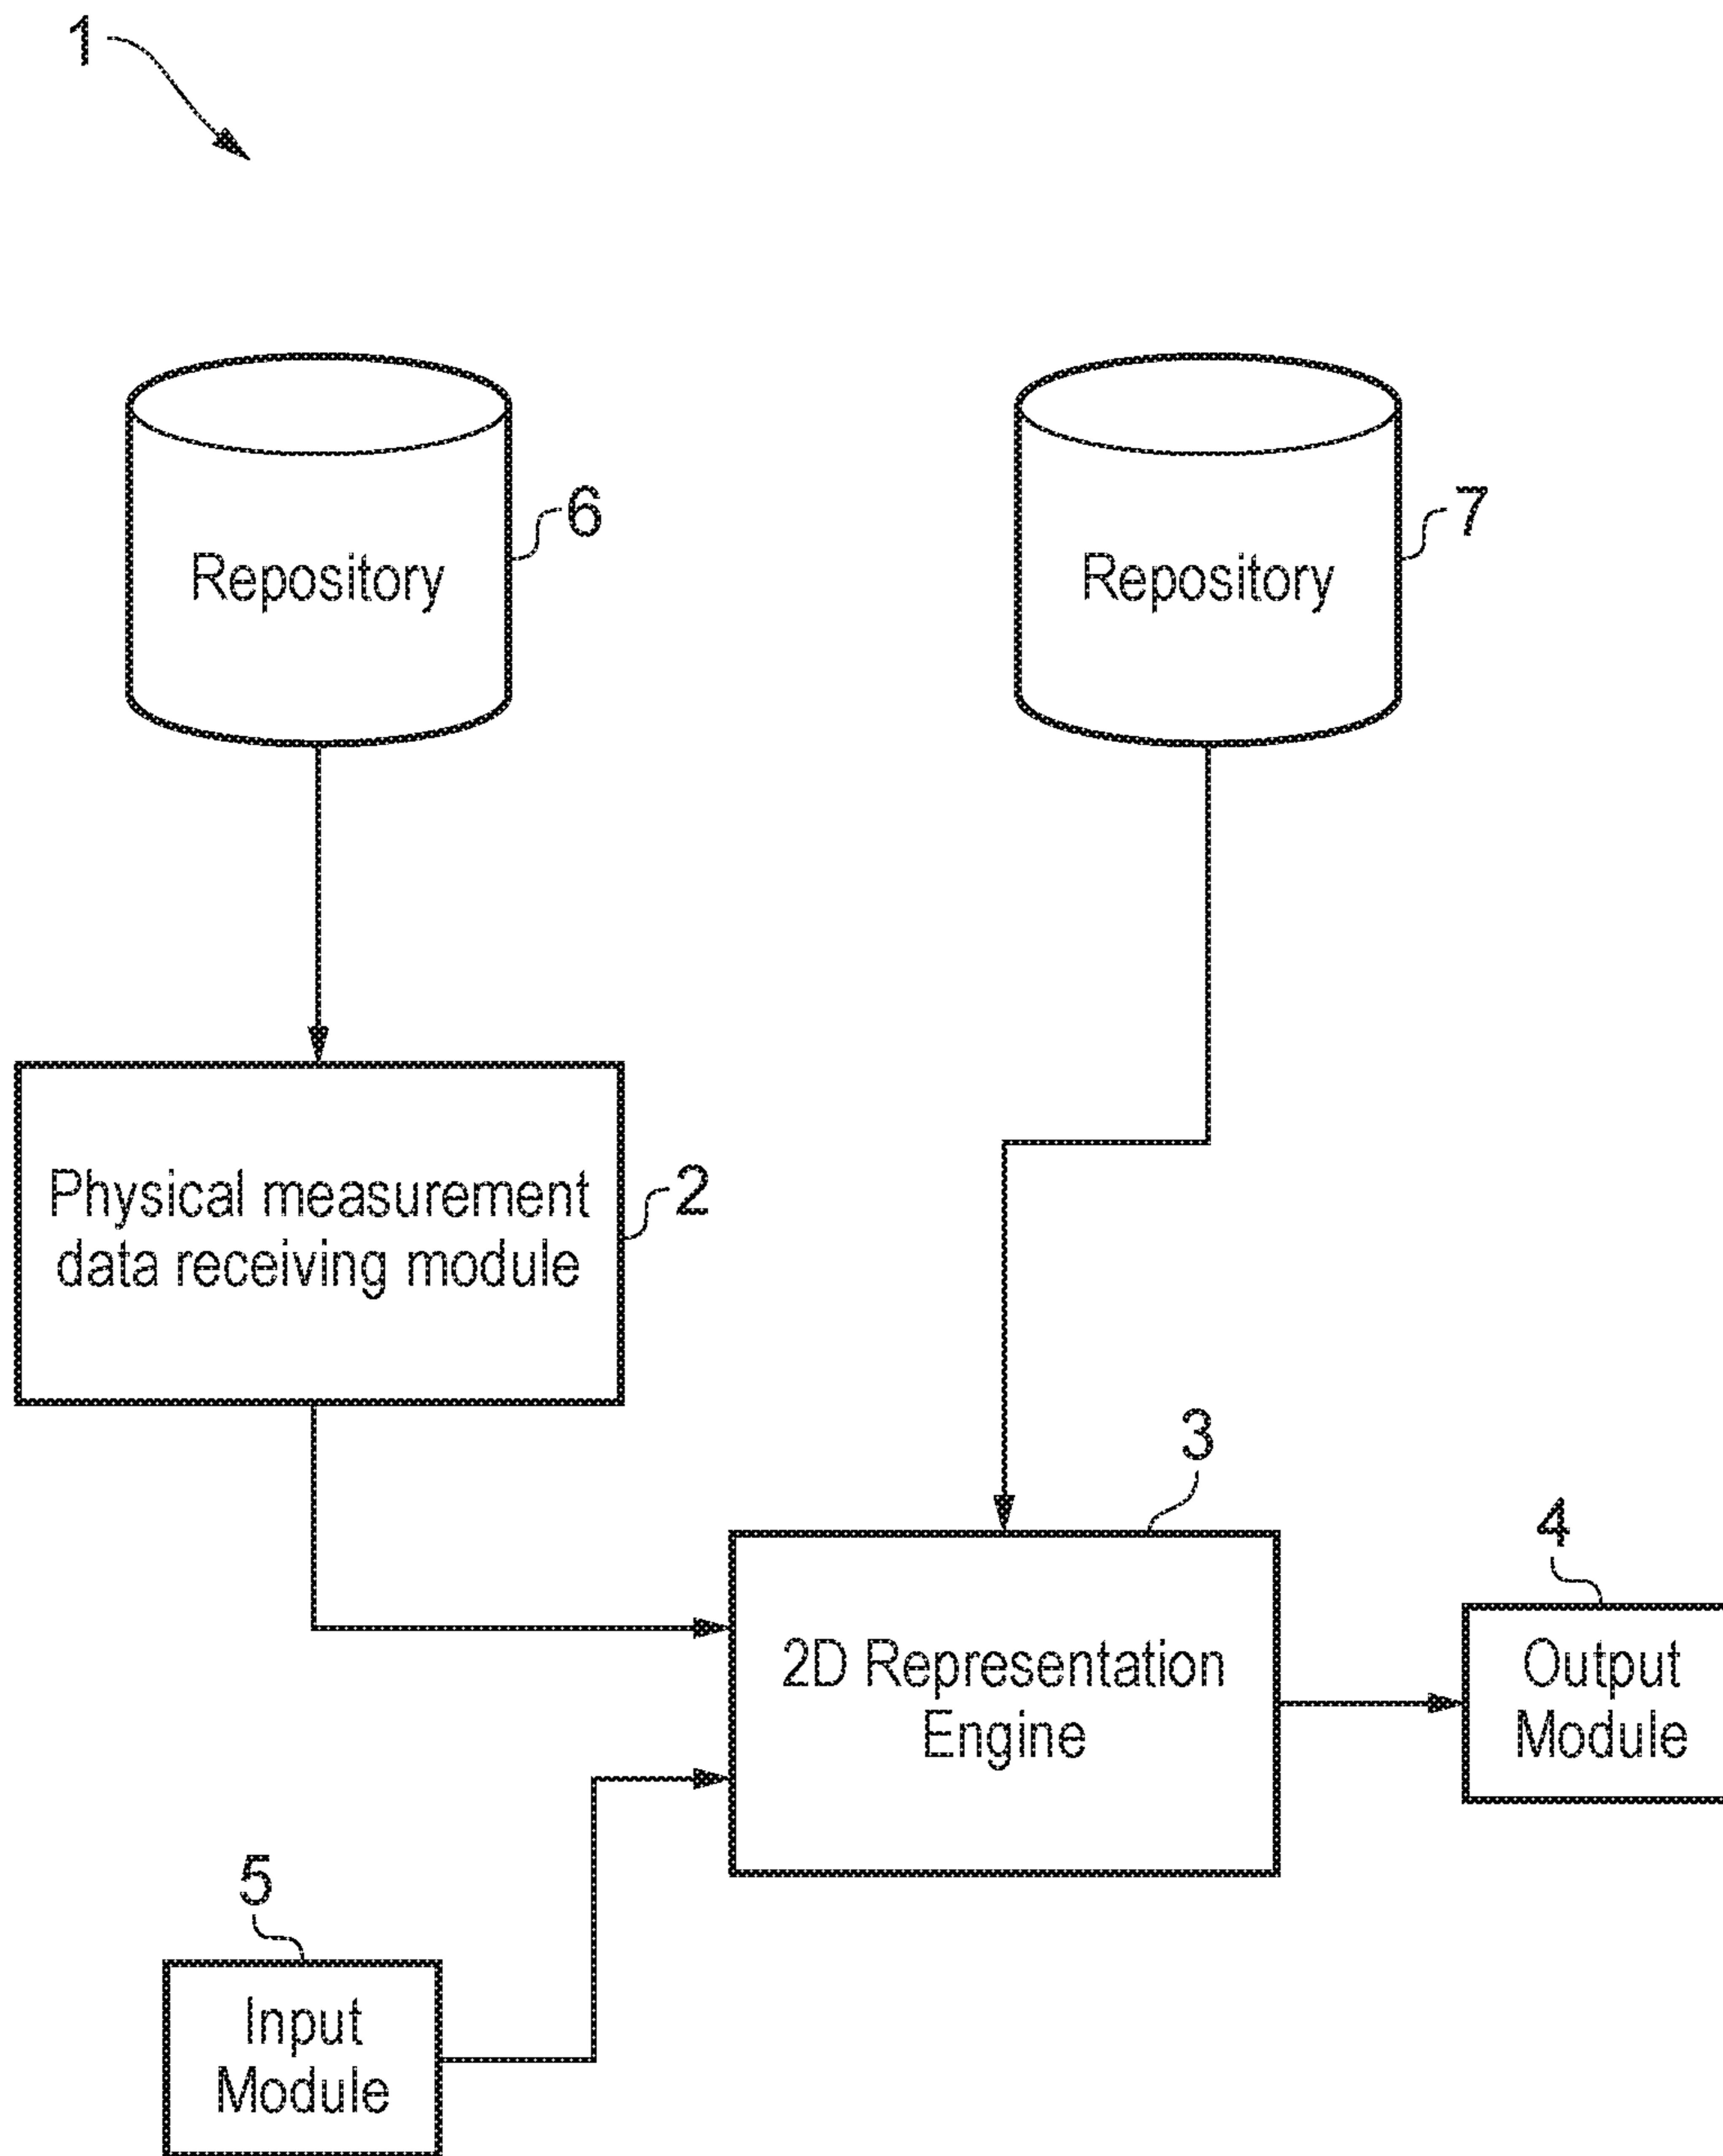 1
6
Repository
7
Repository
Physical measurement
data receiving module
2
3
2D Representation
Engine
4
Output
Module
5
Input
Module